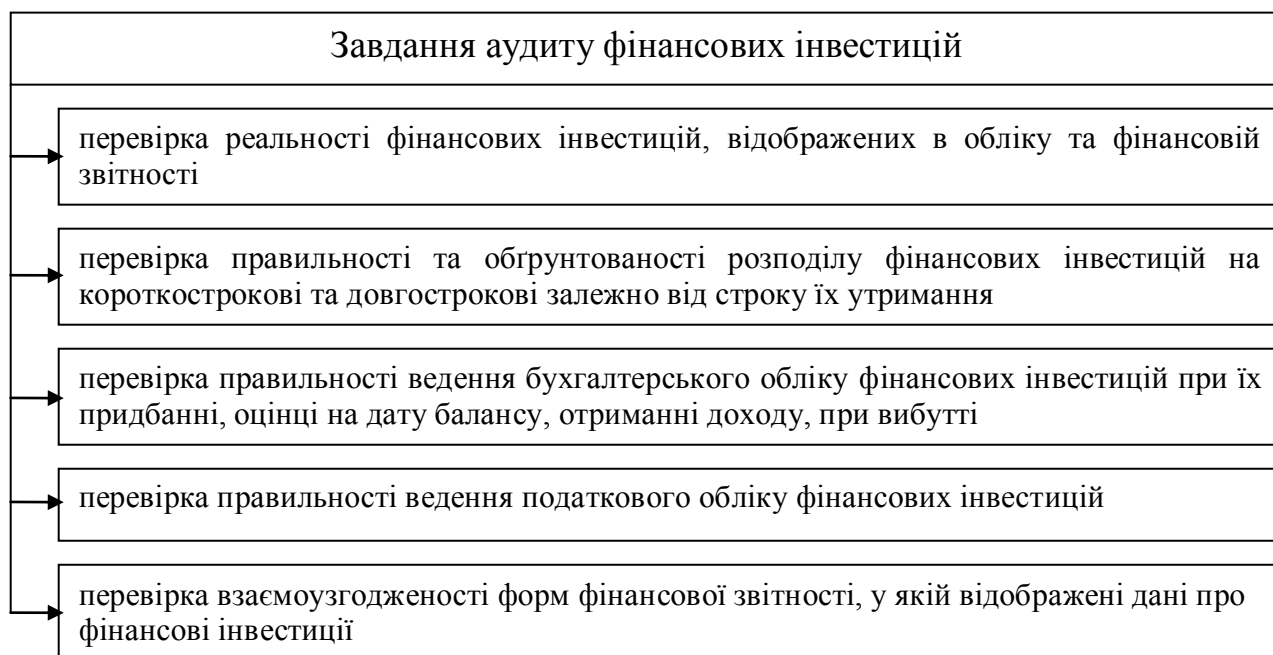 Завдання аудиту фінансових інвестицій
перевірка реальності фінансових інвестицій, відображених в обліку та фінансовій
звітності
перевірка правильності та обґрунтованості розподілу фінансових інвестицій на
короткострокові та довгострокові залежно від строку їх утримання
перевірка правильності ведення бухгалтерського обліку фінансових інвестицій при їх
придбанні, оцінці на дату балансу, отриманні доходу, при вибутті
перевірка правильності ведення податкового обліку фінансових інвестицій
перевірка взаємоузгодженості форм фінансової звітності, у якій відображені дані про
фінансові інвестиції